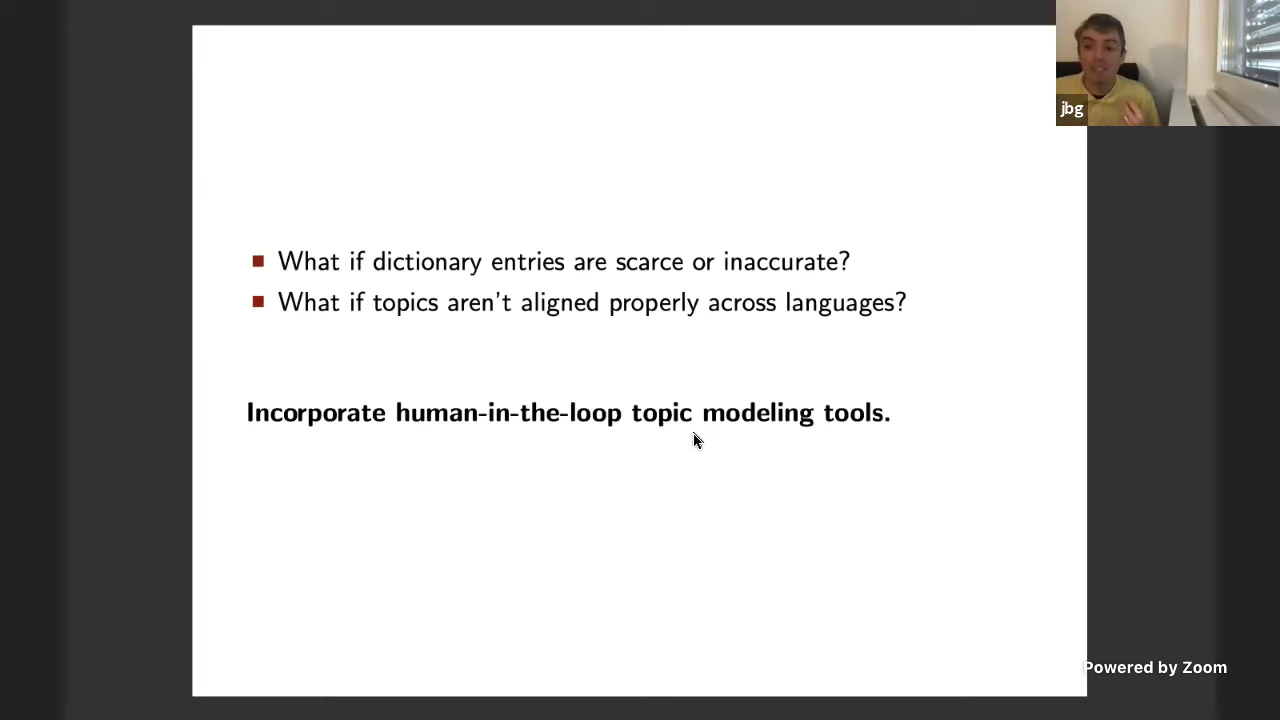 jbg
What if dictionary entries are scarce or inaccurate?
What if topics aren't aligned properly across languages?
Incorporate human-in-the-loop topic modeling tools.
Powered by Zoom